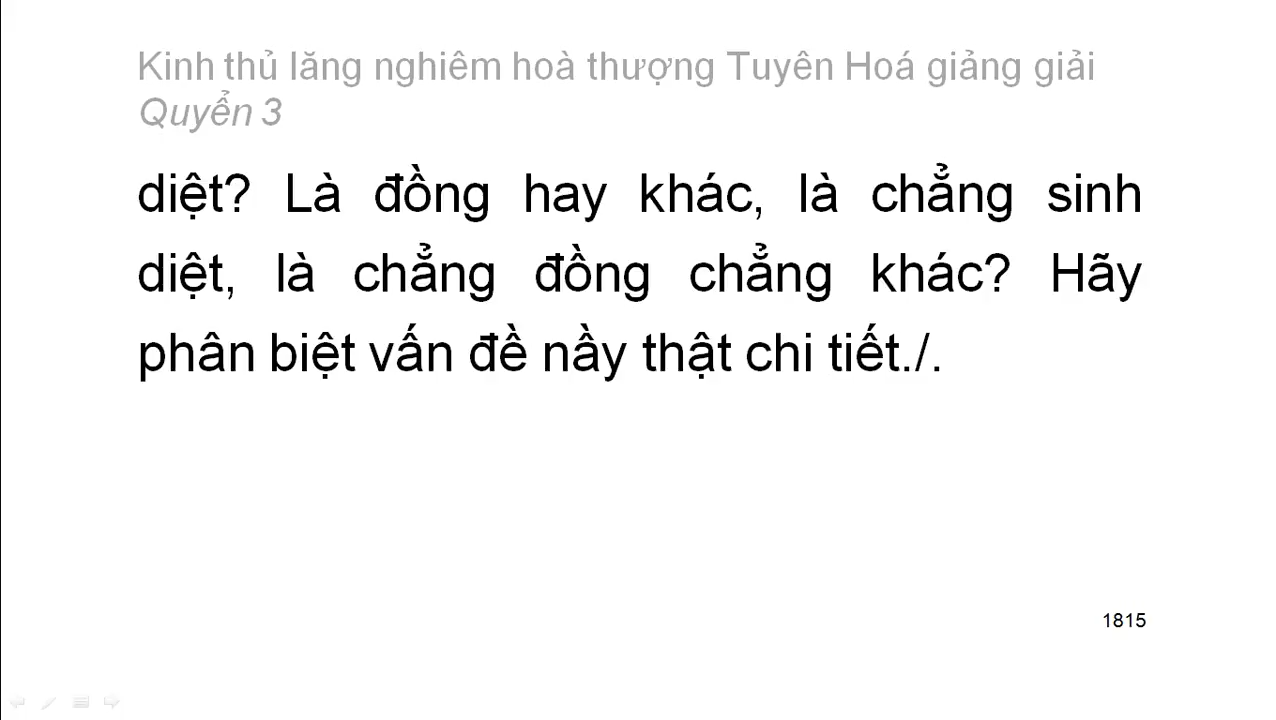 Kinh thủ lăng nghiêm hoà thượng Tuyên Hoá giảng giải
Quyển 3
diệt? Là đồng hay khác, là chẳng sinh
diệt, là chẳng đồng chẳng khác? Hãy
phân biệt vấn đề nầy thật chi tiết./.
1815